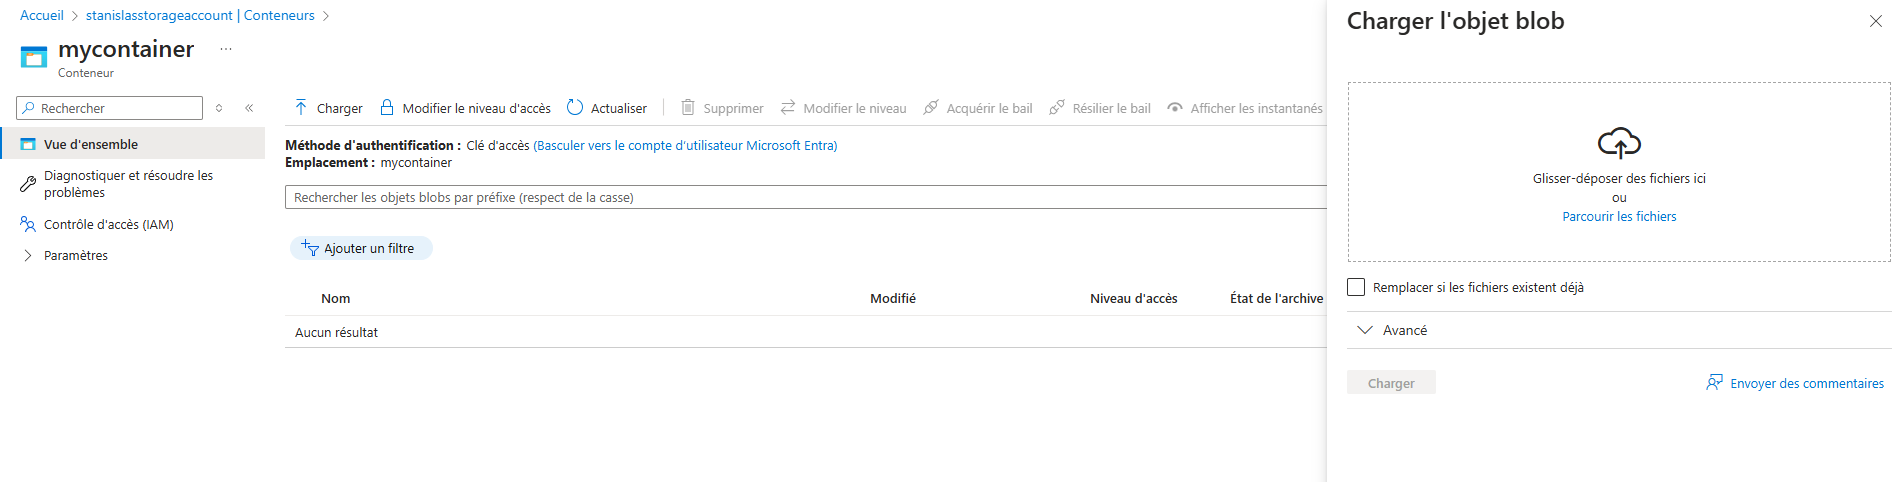 Accueil > stanislasstorageaccount | Conteneurs >
mycontainer ...
Conteneur
Rechercher
Vue d'ensemble
Diagnostiquer et résoudre les
problèmes
Contrôle d'accès (IAM)
Paramètres
Charger Modifier le niveau d'accès Actualiser Supprimer Modifier le niveau Acquérir le bail Résilier le bail Afficher les instantanés
Méthode d'authentification : Clé d'accès (Basculer vers le compte d'utilisateur Microsoft Entra)
Emplacement : mycontainer
Rechercher les objets blobs par préfixe (respect de la casse)
Ajouter un filtre
Nom Modifié Niveau d'accès État de l'archive
Aucun résultat
Charger l'objet blob
Glisser-déposer des fichiers ici
ou
Parcourir les fichiers
Remplacer si les fichiers existent déjà
Avancé
Charger
Envoyer des commentaires